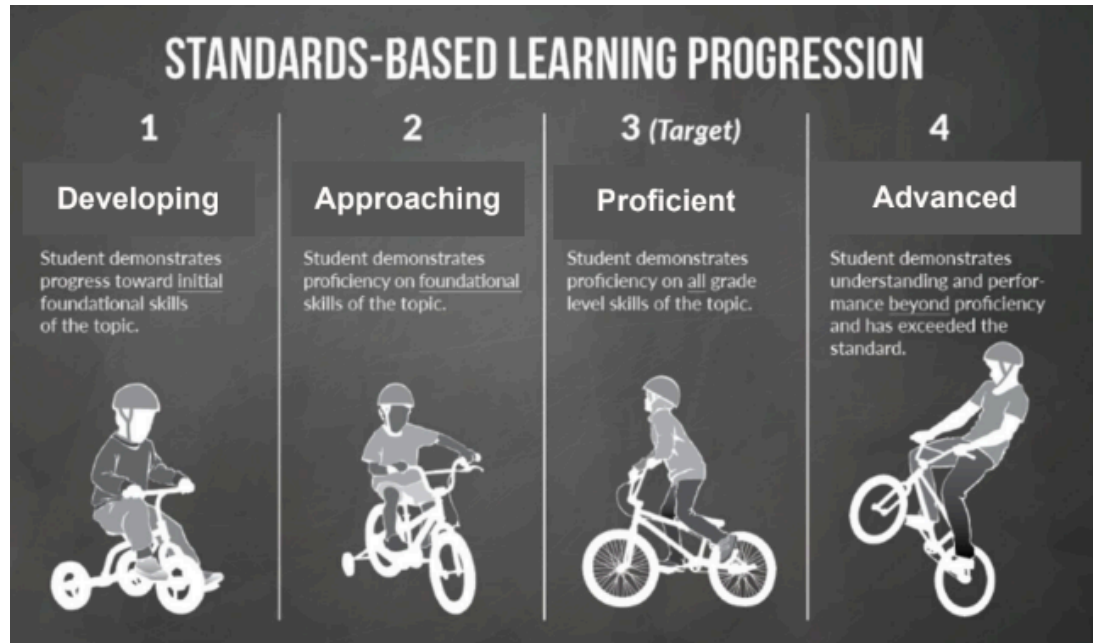 STANDARDS-BASED LEARNING PROGRESSION
1
Developing
Student demonstrates
progress toward initial
foundational skills
of the topic.
2
Approaching
Student demonstrates
proficiency on foundational
skills of the topic.
3 (Target)
Proficient
Student demonstrates
proficiency on all grade
level skills of the topic.
4
Advanced
Student demonstrates
understanding and perfor-
mance beyond proficiency
and has exceeded the
standard.